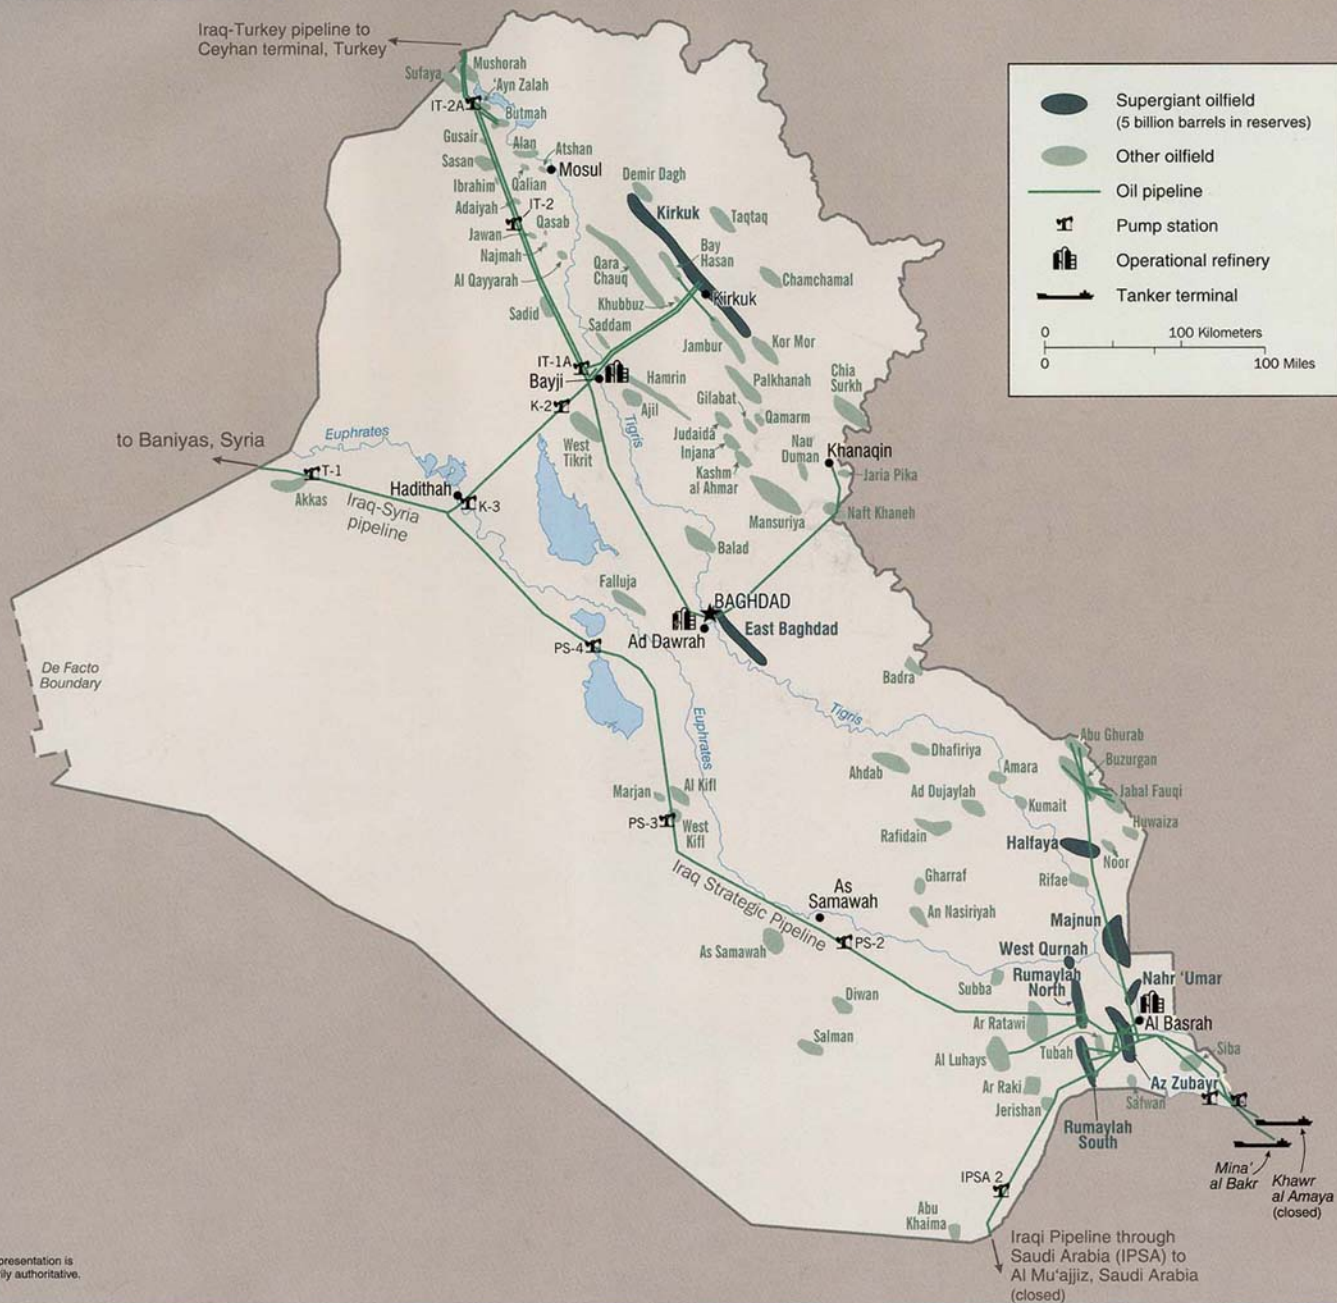 Iraq-Turkey pipeline to
Ceyhan terminal, Turkey
Supergiant oilfield
(5 billion barrels in reserves)
Other oilfield
Oil pipeline
Pump station
Operational refinery
Tanker terminal
0 100 Kilometers
0 100 Miles
Mushorah
Sufaya
'Ayn Zalah
IT-2A
Butmah
Gusair
Alan
Atshan
Sasan
Mosul
Ibrahim
Qalian
Demir Dagh
Adaiyah
IT-2
Kirkuk
Taqtaq
Jawan
Qasab
Najmah
Bay
Hasan
Qara
Chauq
Al Qayyarah
Chamchamal
Khubbuz
Kirkuk
Sadid
Saddam
Jambur
Kor Mor
IT-1A
Bayji
Hamrin
Palkhanah
Chia
Surkh
K-2
Ajil
Gilabat
Qamarm
to Baniyas, Syria
Euphrates
Tigris
West
Tikrit
Judaida
Injana
Nau
Duman
Khanaqin
Kashm
al Ahmar
Jaria Pika
T-1
Akkas
Hadithah
K-3
Iraq-Syria
pipeline
Mansuriya
Naft Khaneh
Balad
Falluja
BAGHDAD
Ad Dawrah
East Baghdad
PS-4
De Facto
Boundary
Badra
Euphrates
Tigris
Abu Ghurab
Dhafiriya
Buzurgan
Ahdab
Amara
Marjan
Al Kifl
Ad Dujaylah
Jabal Fauqi
Kumait
PS-3
West
Kifl
Rafidain
Huwaiza
Halfaya
Noor
Iraq Strategic Pipeline
As
Samawah
Gharraf
Rifae
An Nasiriyah
Majnun
As Samawah
PS-2
West Qurnah
Rumaylah
North
Subba
Nahr 'Umar
Diwan
Ar Ratawi
Al Basrah
Salman
Al Luhays
Tubah
Siba
Ar Raki
Az Zubayr
Jerishan
Safwan
Rumaylah
South
IPSA 2
Mina'
al Bakr
Khawr
al Amaya
(closed)
Abu
Khaima
Iraqi Pipeline through
Saudi Arabia (IPSA) to
Al Mu'ajjiz, Saudi Arabia
(closed)
presentation is
authoritative.